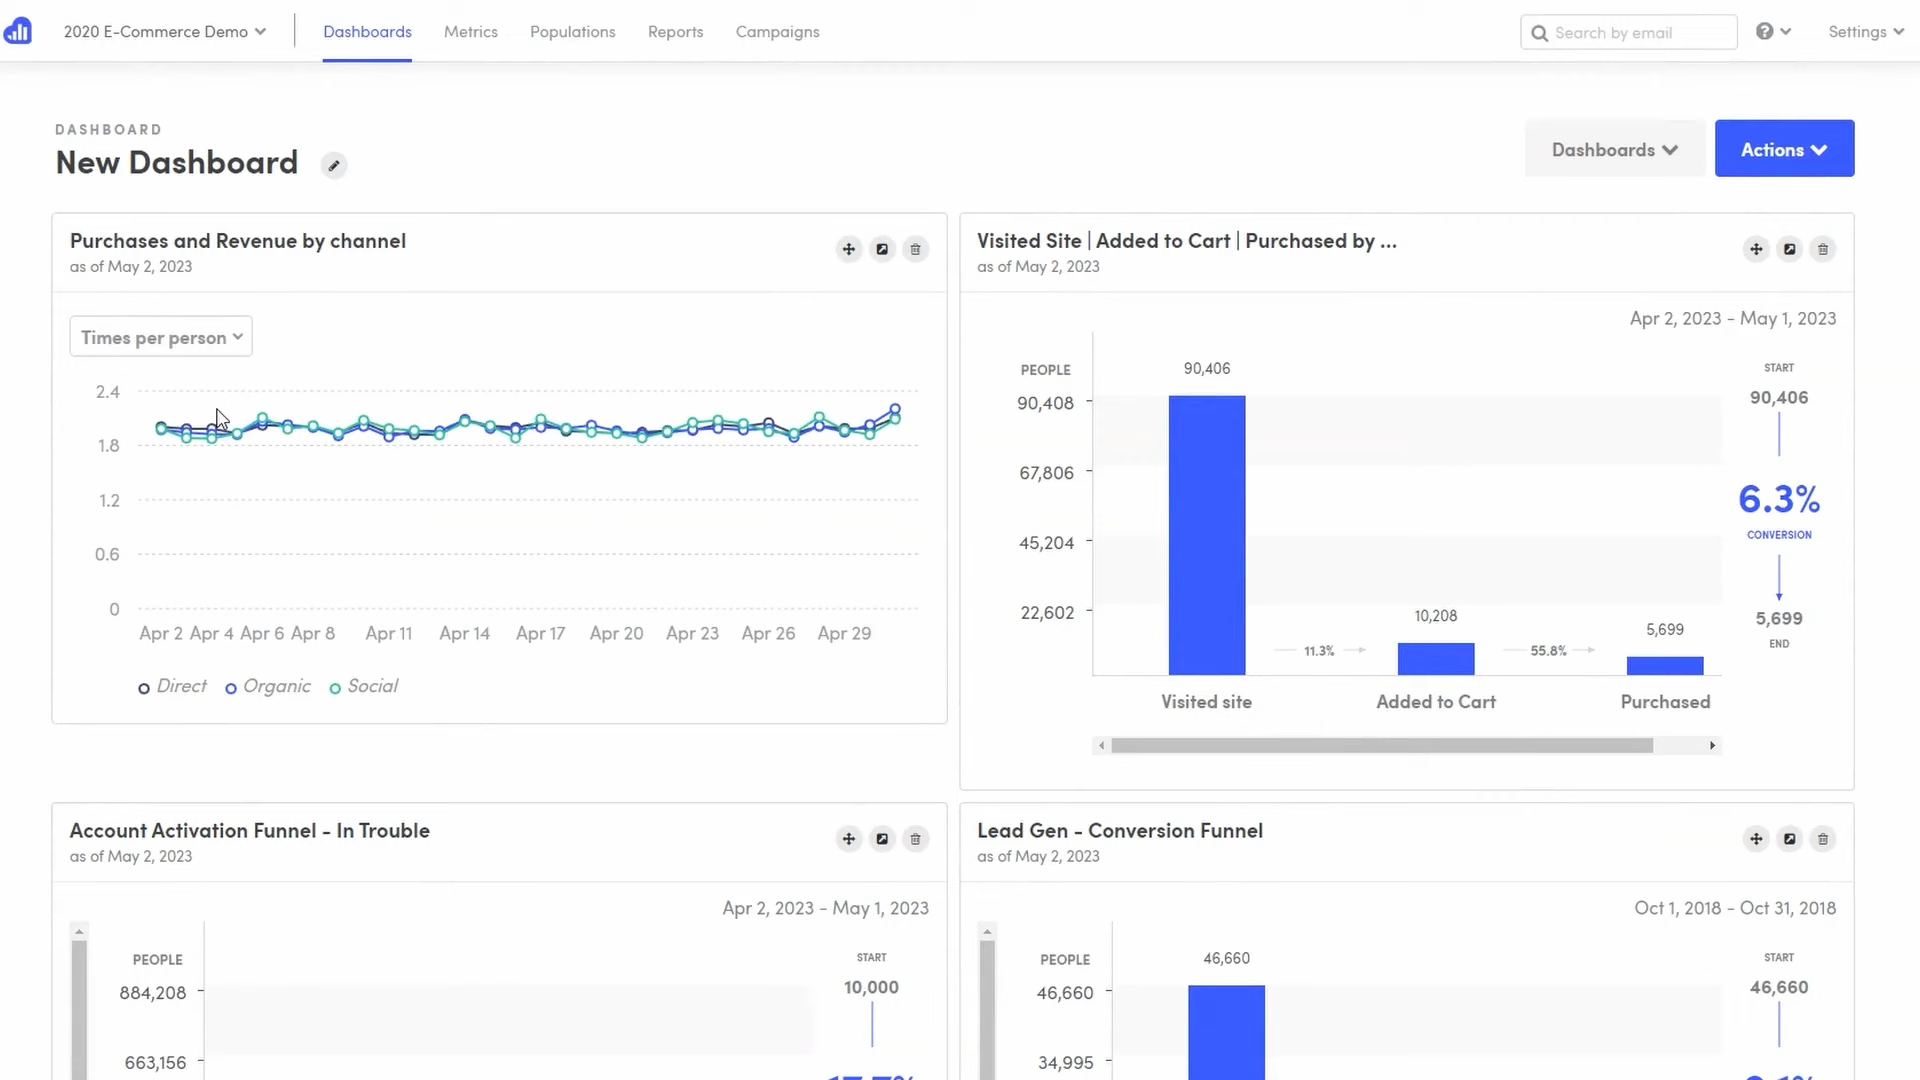 2020 E-Commerce Demo
Dashboards
Metrics
Populations
Reports
Campaigns
Search by email
Settings
DASHBOARD
New Dashboard
Dashboards
Actions
Purchases and Revenue by channel
as of May 2, 2023
Times per person
2.4
1.8
1.2
0.6
0
Apr 2 Apr 4 Apr 6 Apr 8 Apr 11 Apr 14 Apr 17 Apr 20 Apr 23 Apr 26 Apr 29
Direct Organic Social
Visited Site | Added to Cart | Purchased by ...
as of May 2, 2023
Apr 2, 2023 - May 1, 2023
PEOPLE
90,408
67,806
45,204
22,602
90,406
11.3%
10,208
55.8%
5,699
Visited site Added to Cart Purchased
START
90,406
6.3%
CONVERSION
5,699
END
Account Activation Funnel - In Trouble
as of May 2, 2023
Apr 2, 2023 - May 1, 2023
PEOPLE
884,208
663,156
START
10,000
Lead Gen - Conversion Funnel
as of May 2, 2023
Oct 1, 2018 - Oct 31, 2018
PEOPLE
46,660
34,995
46,660
START
46,660